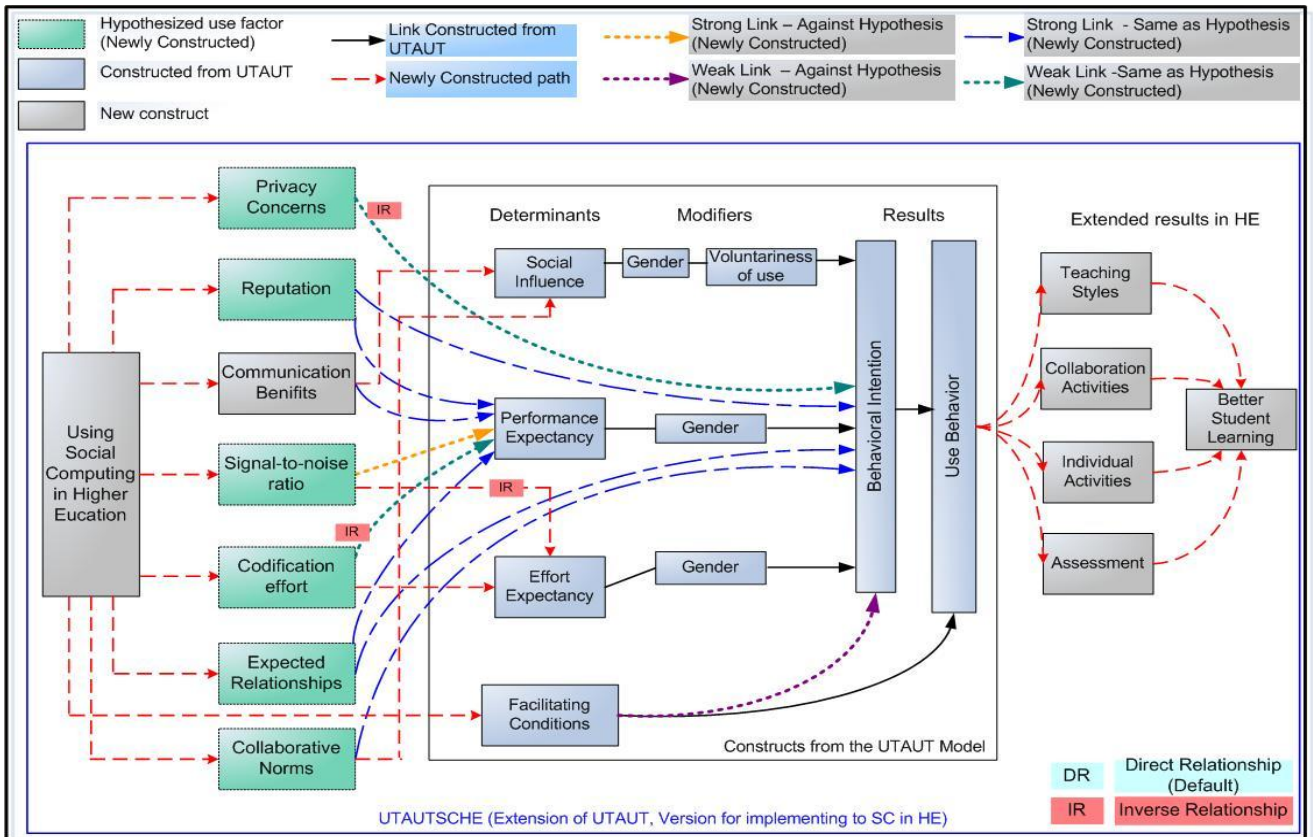 Hypothesized use factor
(Newly Constructed)
Constructed from UTAUT
New construct
Link Constructed from
UTAUT
Newly Constructed path
Strong Link – Against Hypothesis
(Newly Constructed)
Weak Link – Against Hypothesis
(Newly Constructed)
Strong Link - Same as Hypothesis
(Newly Constructed)
Weak Link -Same as Hypothesis
(Newly Constructed)
Using
Social
Computing
in Higher
Eucation
Privacy
Concerns
Reputation
Communication
Benifits
Signal-to-noise
ratio
Codification
effort
Expected
Relationships
Collaborative
Norms
IR
IR
IR
Determinants
Modifiers
Results
Social
Influence
Gender
Voluntariness
of use
Performance
Expectancy
Gender
Effort
Expectancy
Gender
Facilitating
Conditions
Behavioral Intention
Use Behavior
Constructs from the UTAUT Model
Extended results in HE
Teaching
Styles
Collaboration
Activities
Individual
Activities
Assessment
Better
Student
Learning
DR
Direct Relationship
(Default)
IR
Inverse Relationship
UTAUTSCHE (Extension of UTAUT, Version for implementing to SC in HE)